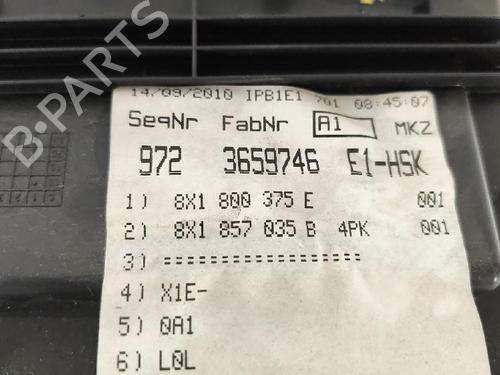 14/09/2010 IPB1E1 701 08:45:07
SeqNr FabNr A1 MKZ
972 3659746 E1-HSK
1) 8X1 800 375 E 001
2) 8X1 857 035 B 4PK 001
3) ==================
4) X1E-
5) 0A1
6) L0L
B-PARTS